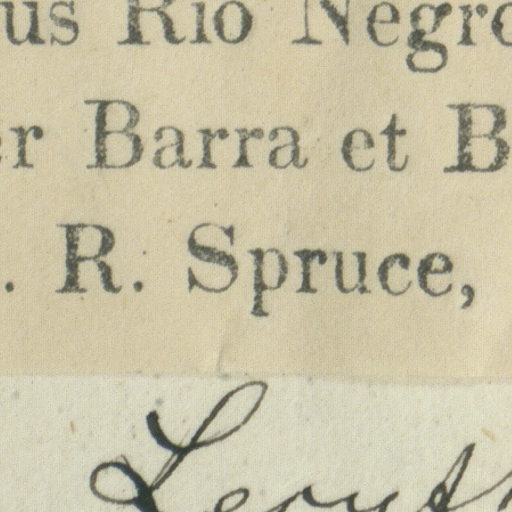 us Rio Negro
er Barra et B
. R. Spruce,